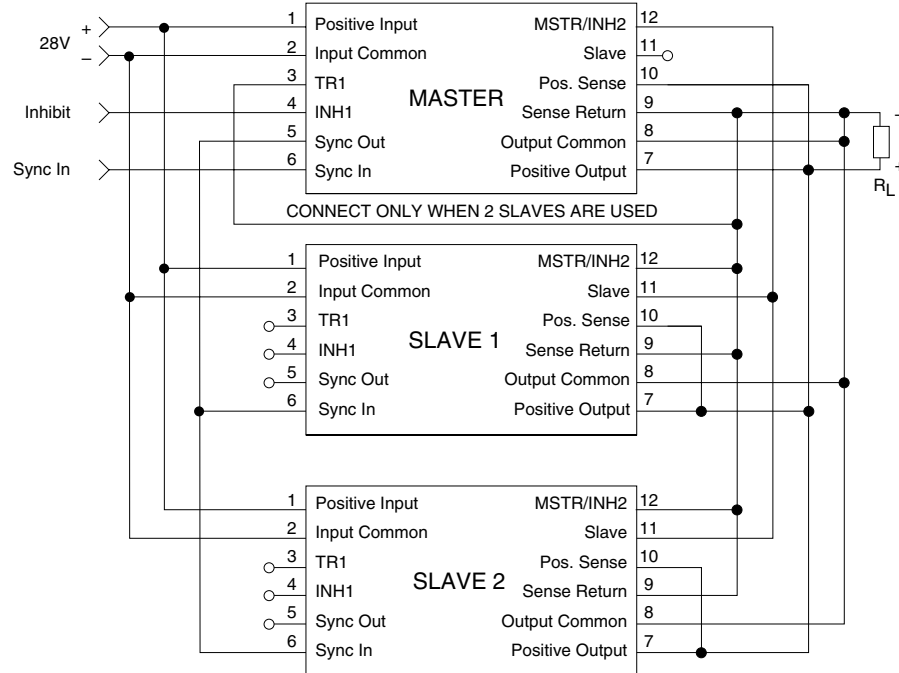 28V
+
–
Inhibit
Sync In
1 Positive Input
2 Input Common
3 TR1
4 INH1
5 Sync Out
6 Sync In
MASTER
MSTR/INH2 12
Slave 11
Pos. Sense 10
Sense Return 9
Output Common 8
Positive Output 7
–
+
RL
CONNECT ONLY WHEN 2 SLAVES ARE USED
1 Positive Input
2 Input Common
3 TR1
4 INH1
5 Sync Out
6 Sync In
SLAVE 1
MSTR/INH2 12
Slave 11
Pos. Sense 10
Sense Return 9
Output Common 8
Positive Output 7
1 Positive Input
2 Input Common
3 TR1
4 INH1
5 Sync Out
6 Sync In
SLAVE 2
MSTR/INH2 12
Slave 11
Pos. Sense 10
Sense Return 9
Output Common 8
Positive Output 7